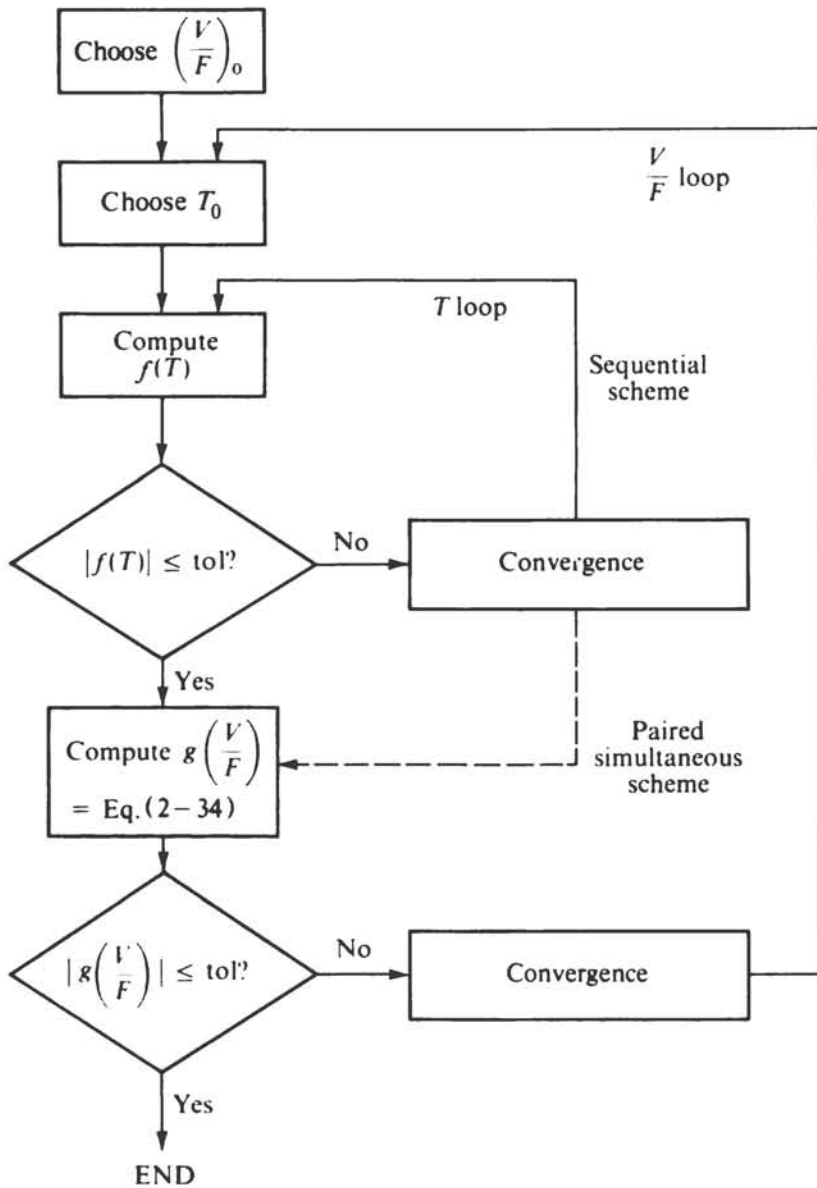 Choose (V/F)₀
V/F loop
Choose T₀
T loop
Compute
f(T)
Sequential
scheme
|f(T)| ≤ tol?
No
Convergence
Yes
Compute g(V/F)
= Eq.(2−34)
Paired
simultaneous
scheme
|g(V/F)| ≤ tol?
No
Convergence
Yes
END